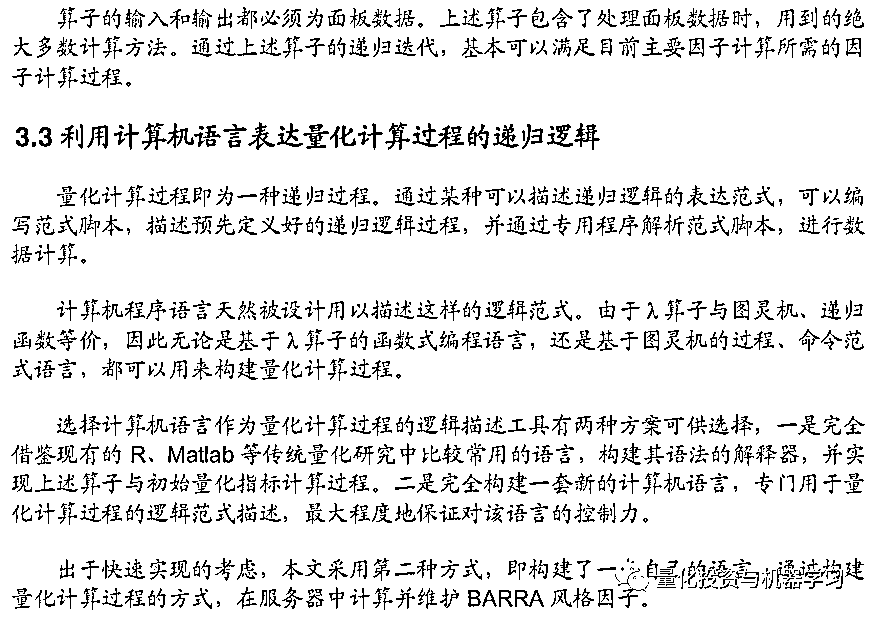 算子的输入和输出都必须为面板数据。上述算子包含了处理面板数据时，用到的绝
大多数计算方法。通过上述算子的递归迭代，基本可以满足目前主要因子计算所需的因
子计算过程。
3.3 利用计算机语言表达量化计算过程的递归逻辑
量化计算过程即为一种递归过程。通过某种可以描述递归逻辑的表达范式，可以编
写范式脚本，描述预先定义好的递归逻辑过程，并通过专用程序解析范式脚本，进行数
据计算。
计算机程序语言天然被设计用以描述这样的逻辑范式。由于 λ 算子与图灵机、递归
函数等价，因此无论是基于 λ 算子的函数式编程语言，还是基于图灵机的过程、命令范
式语言，都可以用来构建量化计算过程。
选择计算机语言作为量化计算过程的逻辑描述工具有两种方案可供选择，一是完全
借鉴现有的 R、Matlab 等传统量化研究中比较常用的语言，构建其语法的解释器，并实
现上述算子与初始量化指标计算过程。二是完全构建一套新的计算机语言，专门用于量
化计算过程的逻辑范式描述，最大程度地保证对该语言的控制力。
出于快速实现的考虑，本文采用第二种方式，即构建了一个自己的语言，通过构建
量化计算过程的方式，在服务器中计算并维护 BARRA 风格因子。
量化投资与机器学习